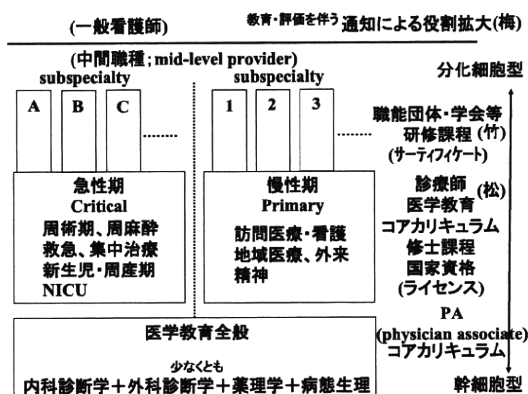 (一般看護師) 教育・評価を伴う 通知による役割拡大(梅)
(中間職種;mid-level provider)
subspecialty subspecialty 分化細胞型
A B C 1 2 3
職能団体・学会等
研修課程 (竹)
(サーティフィケート)
急性期
Critical
周術期、周麻酔
救急、集中治療
新生児・周産期
NICU
慢性期
Primary
訪問医療・看護
地域医療、外来
精神
診療師 (松)
医学教育
コアカリキュラム
修士課程
国家資格
(ライセンス)
PA
(physician associate)
コアカリキュラム
幹細胞型
医学教育全般
少なくとも
内科診断学+外科診断学+薬理学+病態生理